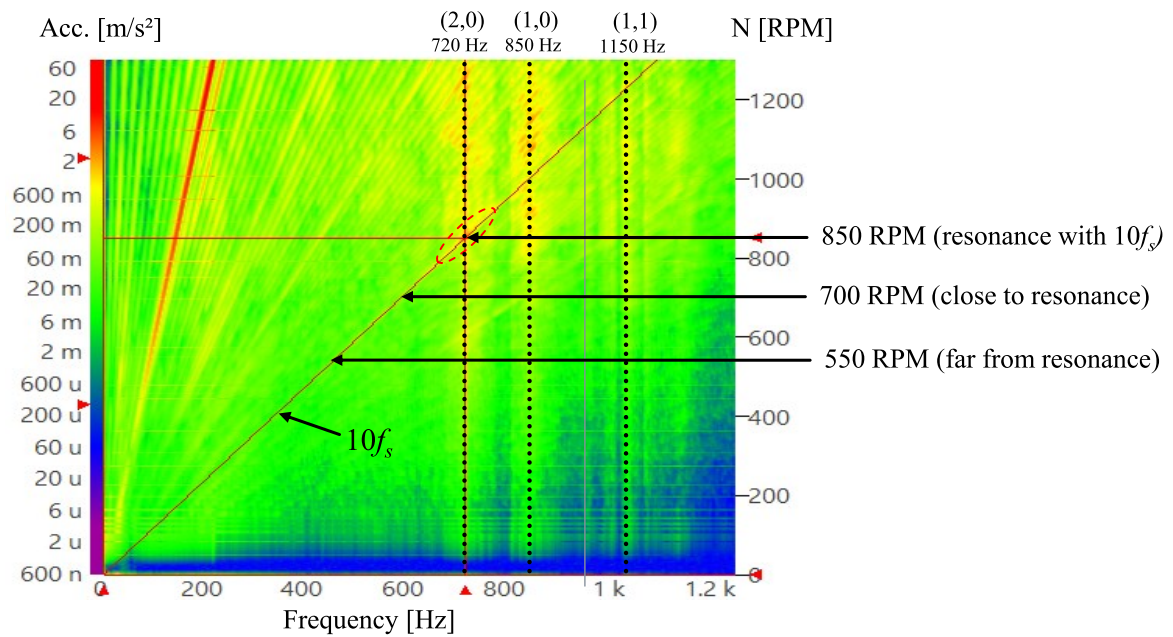 (2,0) (1,0) (1,1)
Acc. [m/s²] 720 Hz 850 Hz 1150 Hz N [RPM]
60
20
6
2
600 m
200 m
60 m
20 m
6 m
2 m
600 u
200 u
60 u
20 u
6 u
2 u
600 n
1200
1000
800
600
400
200
0
850 RPM (resonance with 10fₛ)
700 RPM (close to resonance)
550 RPM (far from resonance)
10fₛ
0 200 400 600 800 1 k 1.2 k
Frequency [Hz]